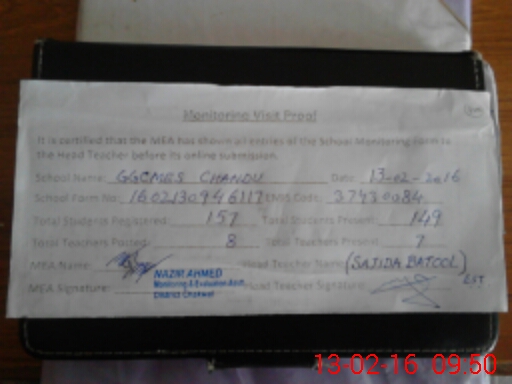 Monitoring Visit Proof
It is certified that the MEA has shown all entries of the School Monitoring Form to
the Head Teacher before its online submission.
School Name: GGCMES CHANDU Date: 13-02-2016
School Form No: 1602130946117 EMIS Code: 37430084
Total Students Registered: 157 Total Students Present: 149
Total Teachers Posted: 8 Total Teachers Present: 7
MEA Name: Head Teacher Name: (SAJIDA BATOOL)
NAZIM AHMED
EST
Monitoring & Evaluation Asstt.
MEA Signature: Head Teacher Signature:
District Chakwal
13-02-16 09:50